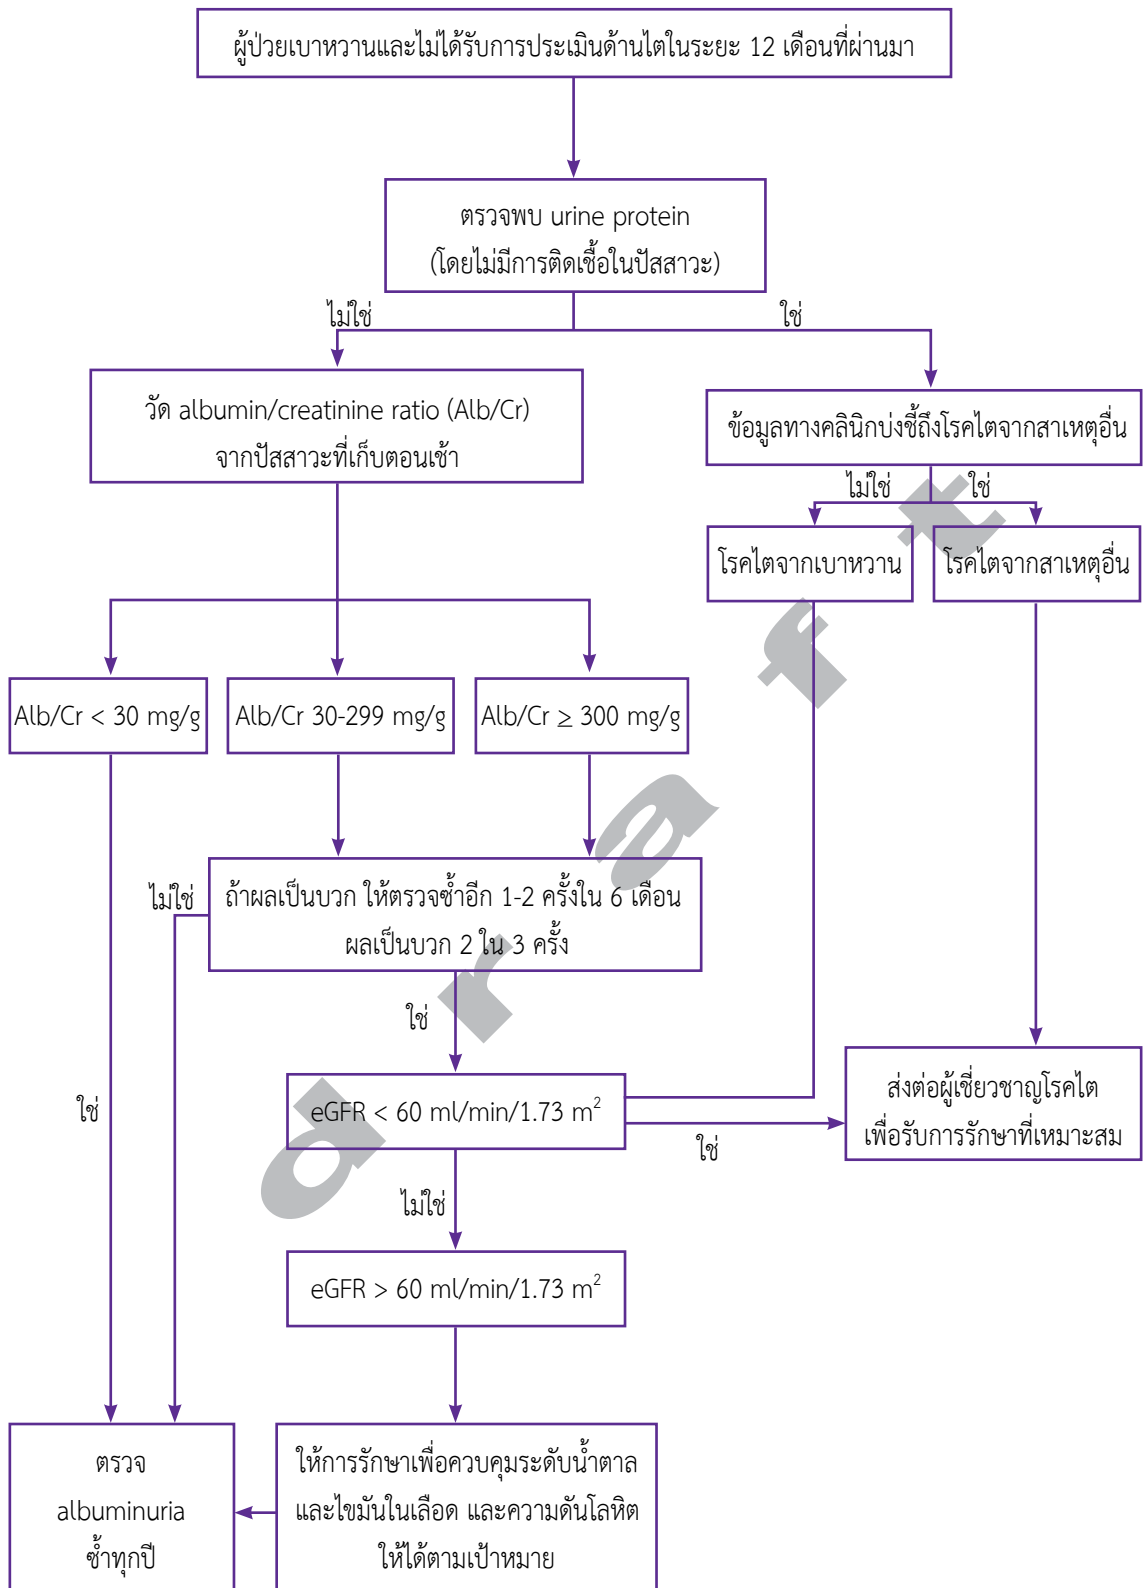 ผู้ป่วยเบาหวานและไม่ได้รับการประเมินด้านไตในระยะ 12 เดือนที่ผ่านมา
ตรวจพบ urine protein
(โดยไม่มีการติดเชื้อในปัสสาวะ)
ไม่ใช่
ใช่
วัด albumin/creatinine ratio (Alb/Cr)
จากปัสสาวะที่เก็บตอนเช้า
ข้อมูลทางคลินิกบ่งชี้ถึงโรคไตจากสาเหตุอื่น
ไม่ใช่
ใช่
โรคไตจากเบาหวาน
โรคไตจากสาเหตุอื่น
Alb/Cr < 30 mg/g
Alb/Cr 30-299 mg/g
Alb/Cr ≥ 300 mg/g
ไม่ใช่
ถ้าผลเป็นบวก ให้ตรวจซ้ำอีก 1-2 ครั้งใน 6 เดือน
ผลเป็นบวก 2 ใน 3 ครั้ง
ใช่
ใช่
eGFR < 60 ml/min/1.73 m²
ใช่
ส่งต่อผู้เชี่ยวชาญโรคไต
เพื่อรับการรักษาที่เหมาะสม
ไม่ใช่
eGFR > 60 ml/min/1.73 m²
ตรวจ
albuminuria
ซ้ำทุกปี
ให้การรักษาเพื่อควบคุมระดับน้ำตาล
และไขมันในเลือด และความดันโลหิต
ให้ได้ตามเป้าหมาย
draft